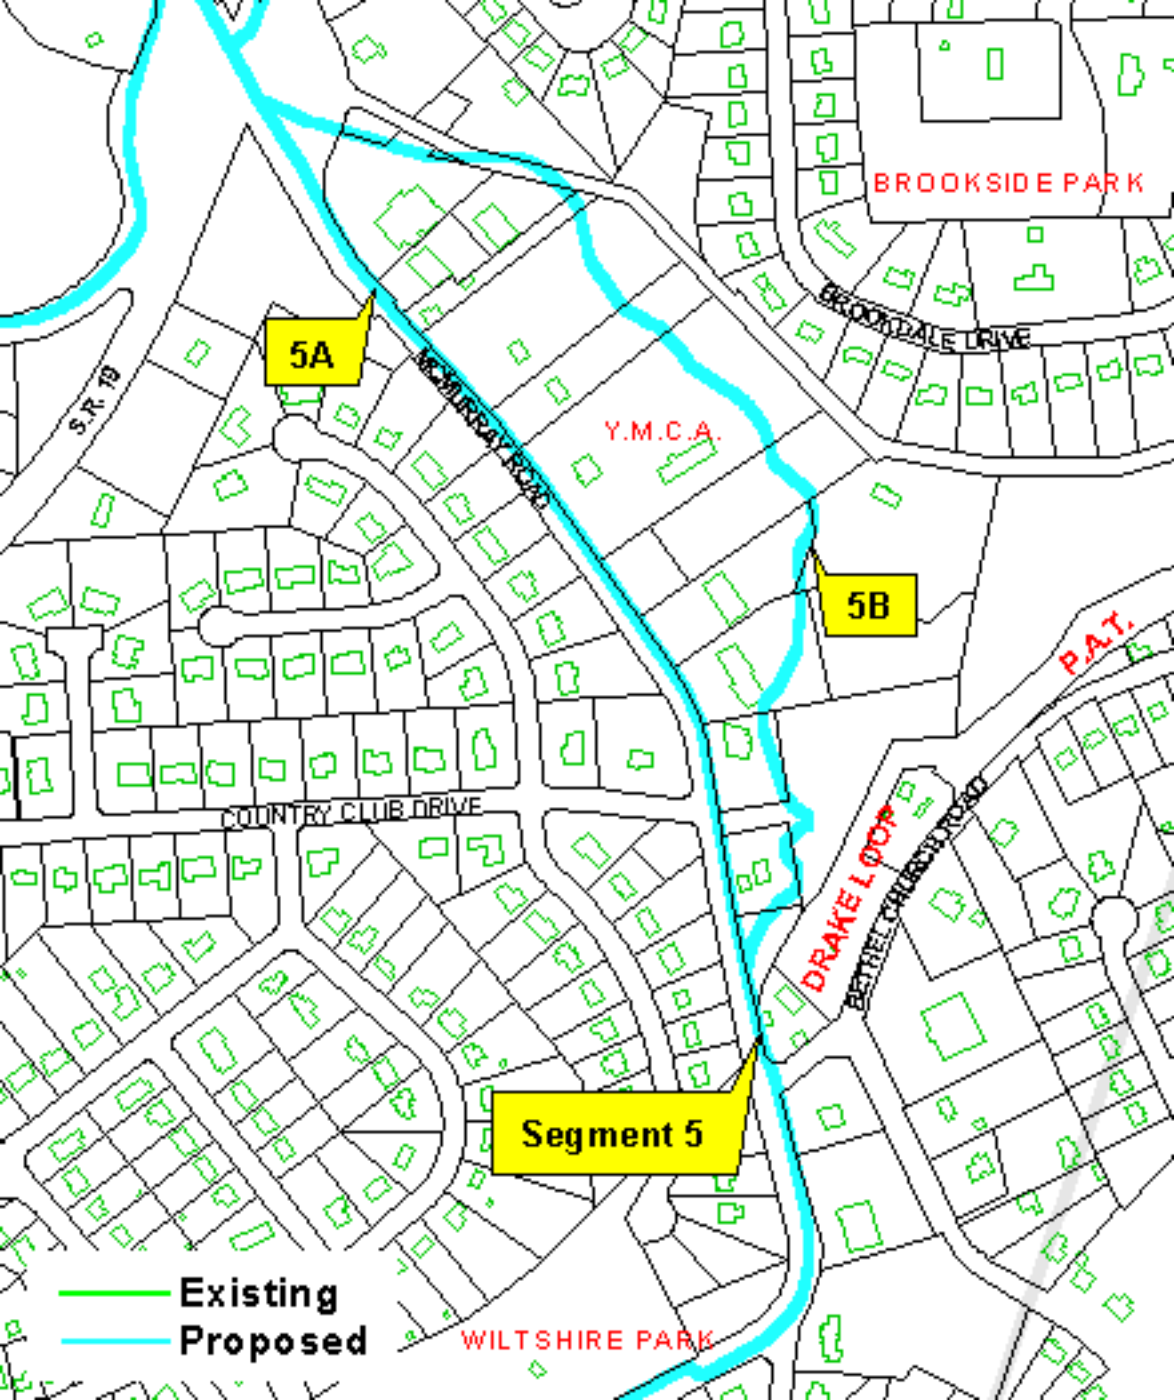 BROOKSIDE PARK
BROOKDALE DRIVE
5A
MCMURRAY ROAD
S.R. 19
Y.M.C.A.
5B
P.A.T.
COUNTRY CLUB DRIVE
DRAKE LOOP
BETHEL CHURCH ROAD
Segment 5
Existing
Proposed
WILTSHIRE PARK